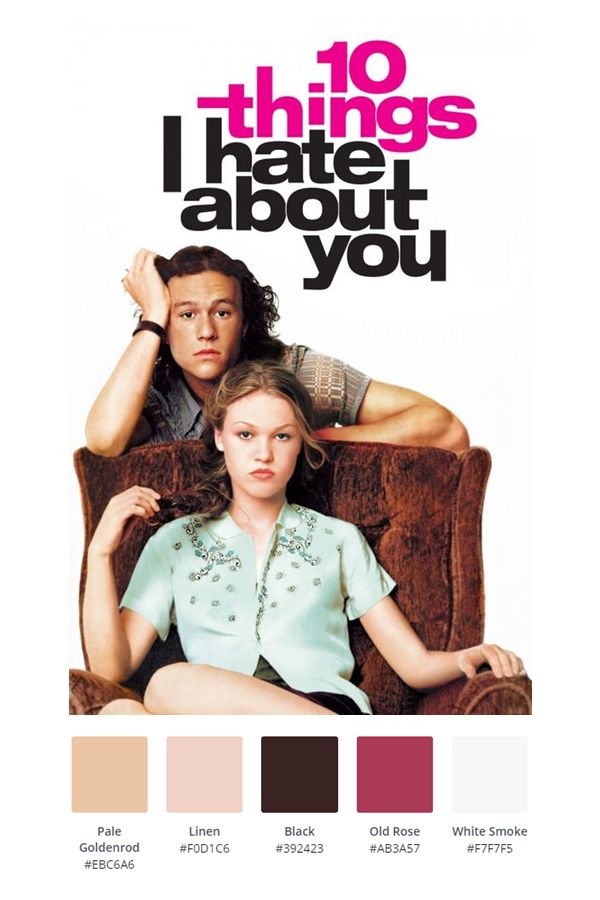 10
things
I hate
about
you
Pale
Goldenrod
#EBC6A6
Linen
#F0D1C6
Black
#392423
Old Rose
#AB3A57
White Smoke
#F7F7F5